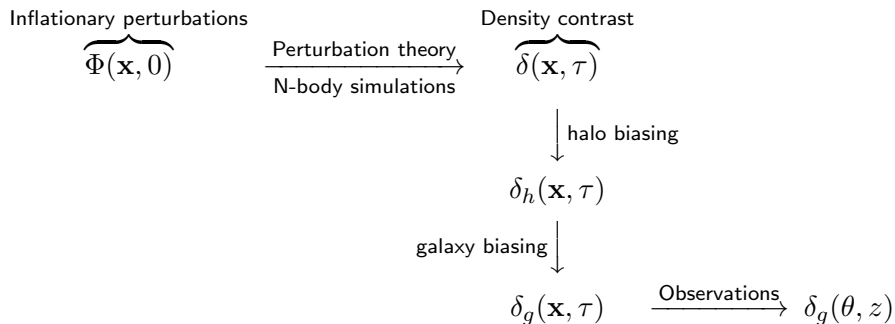 Inflationary perturbations
Density contrast
Φ(x, 0)
Perturbation theory
N-body simulations
δ(x, τ)
halo biasing
δ_h(x, τ)
galaxy biasing
δ_g(x, τ)
Observations
δ_g(θ, z)